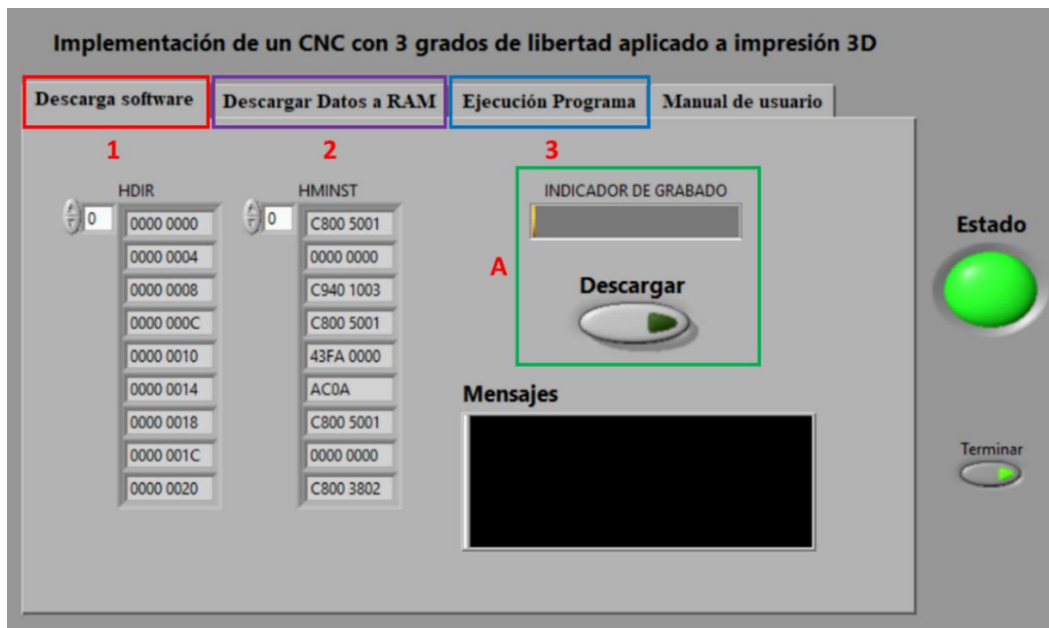 Implementación de un CNC con 3 grados de libertad aplicado a impresión 3D
Descarga software Descargar Datos a RAM Ejecución Programa Manual de usuario
1 2 3
HDIR HMINST INDICADOR DE GRABADO
0 0000 0000 0 C800 5001
Estado
0000 0004 0000 0000
A
0000 0008 C940 1003
Descargar
0000 000C C800 5001
0000 0010 43FA 0000
0000 0014 AC0A
Mensajes
0000 0018 C800 5001
0000 001C 0000 0000
Terminar
0000 0020 C800 3802